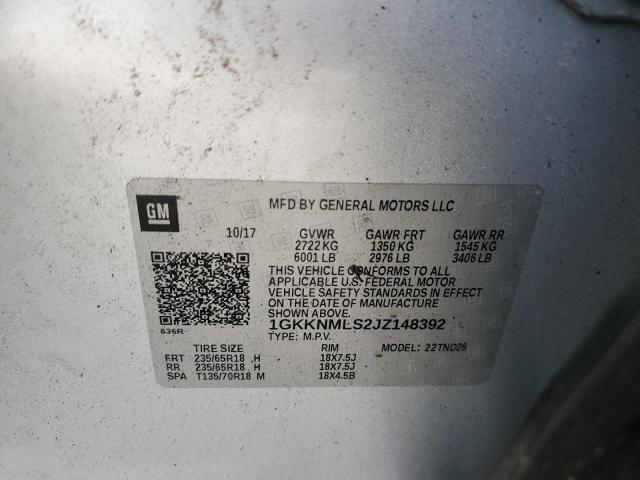 GM
MFD BY GENERAL MOTORS LLC
10/17 GVWR GAWR FRT GAWR RR
2722 KG 1350 KG 1545 KG
6001 LB 2976 LB 3406 LB
THIS VEHICLE CONFORMS TO ALL
APPLICABLE U.S. FEDERAL MOTOR
VEHICLE SAFETY STANDARDS IN EFFECT
ON THE DATE OF MANUFACTURE
SHOWN ABOVE.
636R
1GKKNMLS2JZ148392
TYPE: M.P.V. MODEL: 22TND26
TIRE SIZE RIM
FRT 235/65R18 .H 18X7.5J
RR 235/65R18 .H 18X7.5J
SPA T135/70R18 M 18X4.5B